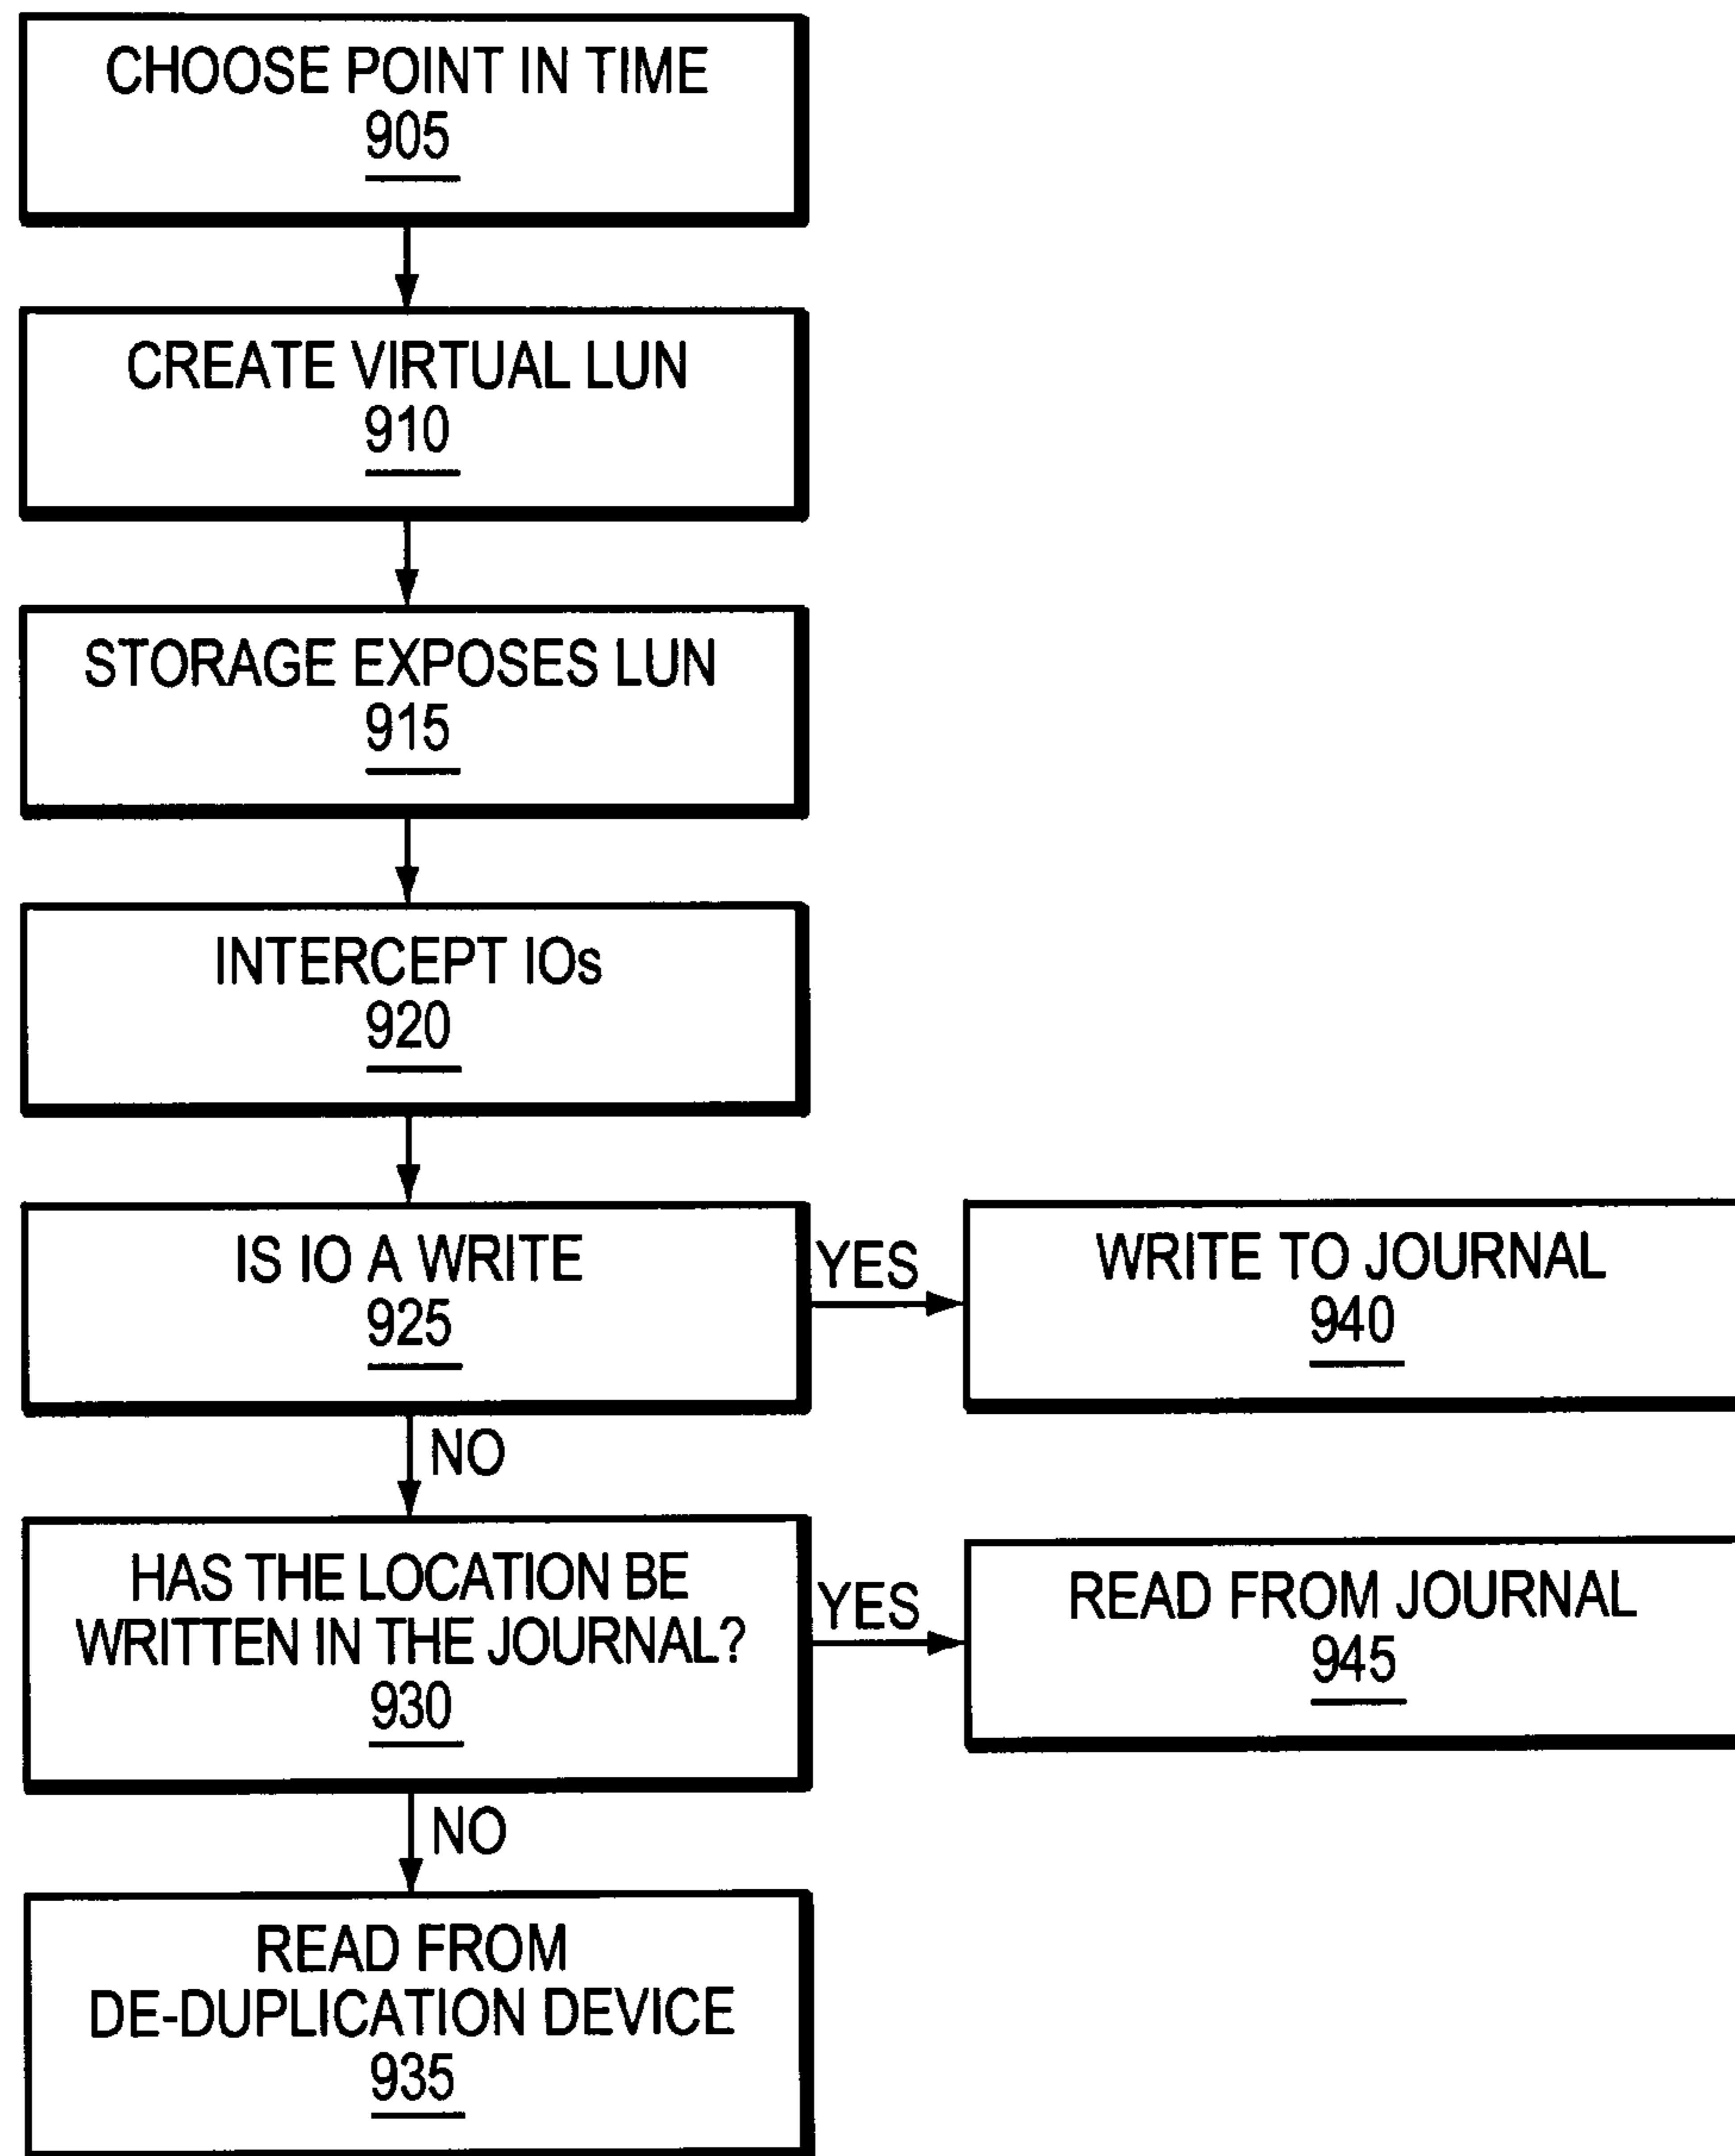 CHOOSE POINT IN TIME
905
CREATE VIRTUAL LUN
910
STORAGE EXPOSES LUN
915
INTERCEPT IOs
920
IS IO A WRITE
925
YES
WRITE TO JOURNAL
940
NO
HAS THE LOCATION BE
WRITTEN IN THE JOURNAL?
930
YES
READ FROM JOURNAL
945
NO
READ FROM
DE-DUPLICATION DEVICE
935